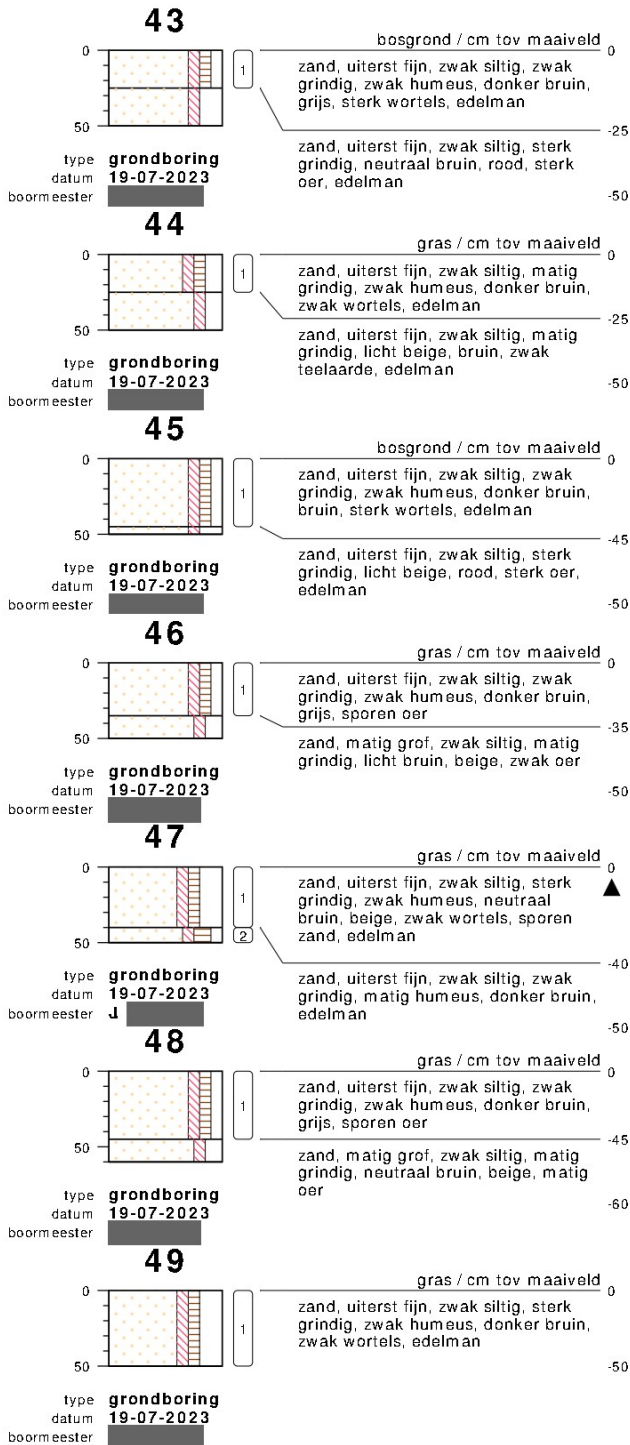 43
bosgrond / cm tov maaiveld
0
0
1
zand, uiterst fijn, zwak siltig, zwak
grindig, zwak humeus, donker bruin,
grijs, sterk wortels, edelman
-25
50
zand, uiterst fijn, zwak siltig, sterk
grindig, neutraal bruin, rood, sterk
oer, edelman
-50
type grondboring
datum 19-07-2023
boormeester
44
gras / cm tov maaiveld
0
0
1
zand, uiterst fijn, zwak siltig, matig
grindig, zwak humeus, donker bruin,
zwak wortels, edelman
-25
50
zand, uiterst fijn, zwak siltig, matig
grindig, licht beige, bruin, zwak
teelaarde, edelman
-50
type grondboring
datum 19-07-2023
boormeester
45
bosgrond / cm tov maaiveld
0
0
1
zand, uiterst fijn, zwak siltig, zwak
grindig, zwak humeus, donker bruin,
bruin, sterk wortels, edelman
50
-45
zand, uiterst fijn, zwak siltig, sterk
grindig, licht beige, rood, sterk oer,
edelman
-50
type grondboring
datum 19-07-2023
boormeester
46
gras / cm tov maaiveld
0
0
1
zand, uiterst fijn, zwak siltig, zwak
grindig, zwak humeus, donker bruin,
grijs, sporen oer
-35
50
zand, matig grof, zwak siltig, matig
grindig, licht bruin, beige, zwak oer
-50
type grondboring
datum 19-07-2023
boormeester
47
gras / cm tov maaiveld
0
0
1
zand, uiterst fijn, zwak siltig, sterk
grindig, zwak humeus, neutraal
bruin, beige, zwak wortels, sporen
zand, edelman
2
50
-40
zand, uiterst fijn, zwak siltig, zwak
grindig, matig humeus, donker bruin,
edelman
-50
type grondboring
datum 19-07-2023
boormeester
48
gras / cm tov maaiveld
0
0
1
zand, uiterst fijn, zwak siltig, zwak
grindig, zwak humeus, donker bruin,
grijs, sporen oer
-45
50
zand, matig grof, zwak siltig, matig
grindig, neutraal bruin, beige, matig
oer
-60
type grondboring
datum 19-07-2023
boormeester
49
gras / cm tov maaiveld
0
0
1
zand, uiterst fijn, zwak siltig, sterk
grindig, zwak humeus, donker bruin,
zwak wortels, edelman
50
-50
type grondboring
datum 19-07-2023
boormeester